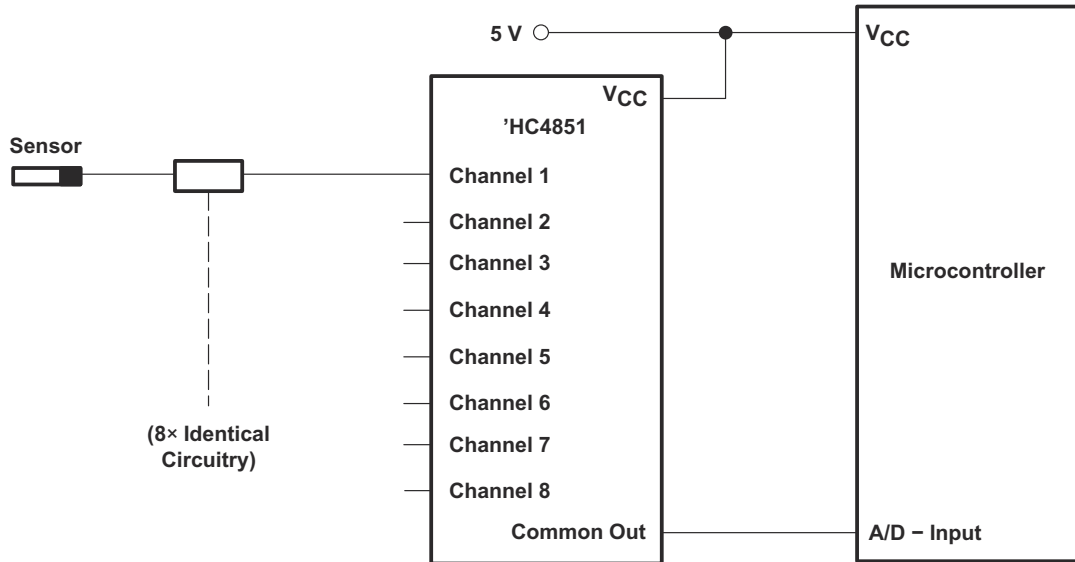 5 V
VCC
VCC
’HC4851
Sensor
Channel 1
Channel 2
Channel 3
Microcontroller
Channel 4
Channel 5
Channel 6
(8× Identical
Circuitry)
Channel 7
Channel 8
Common Out
A/D − Input